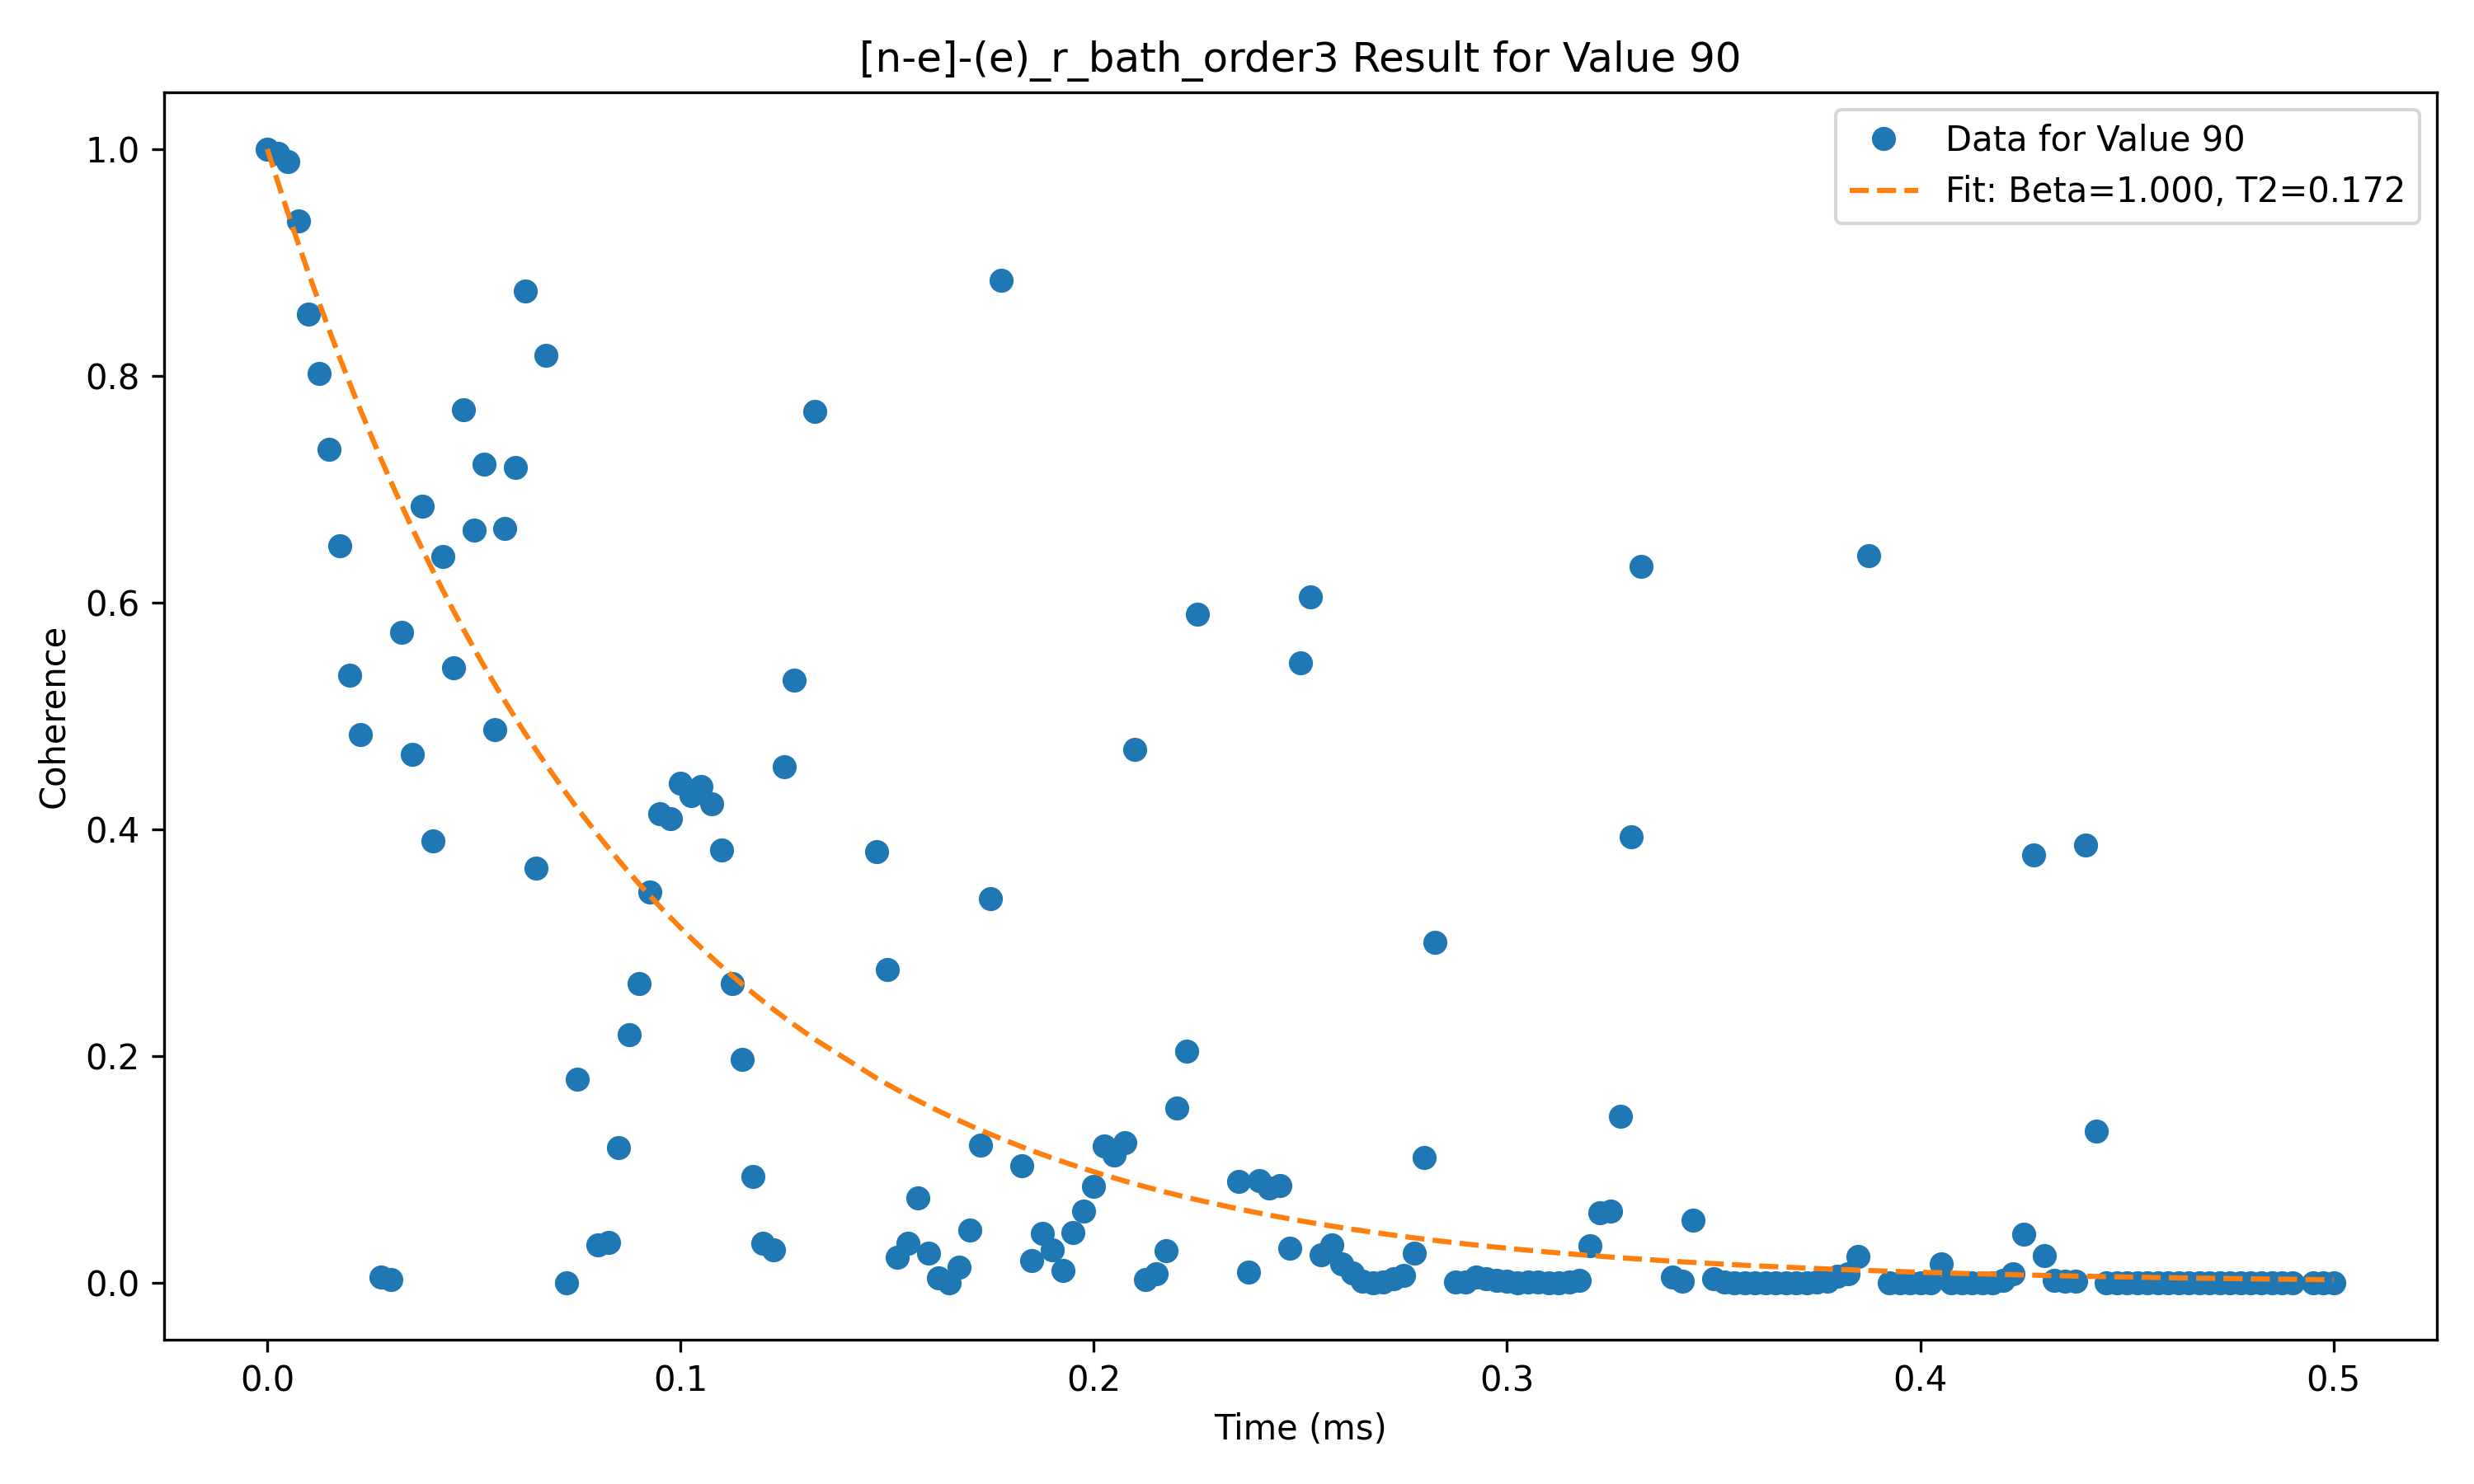 [n-e]-(e)_r_bath_order3 Result for Value 90
Data for Value 90
Fit: Beta=1.000, T2=0.172
Coherence
1.0
0.8
0.6
0.4
0.2
0.0
0.0 0.1 0.2 0.3 0.4 0.5
Time (ms)